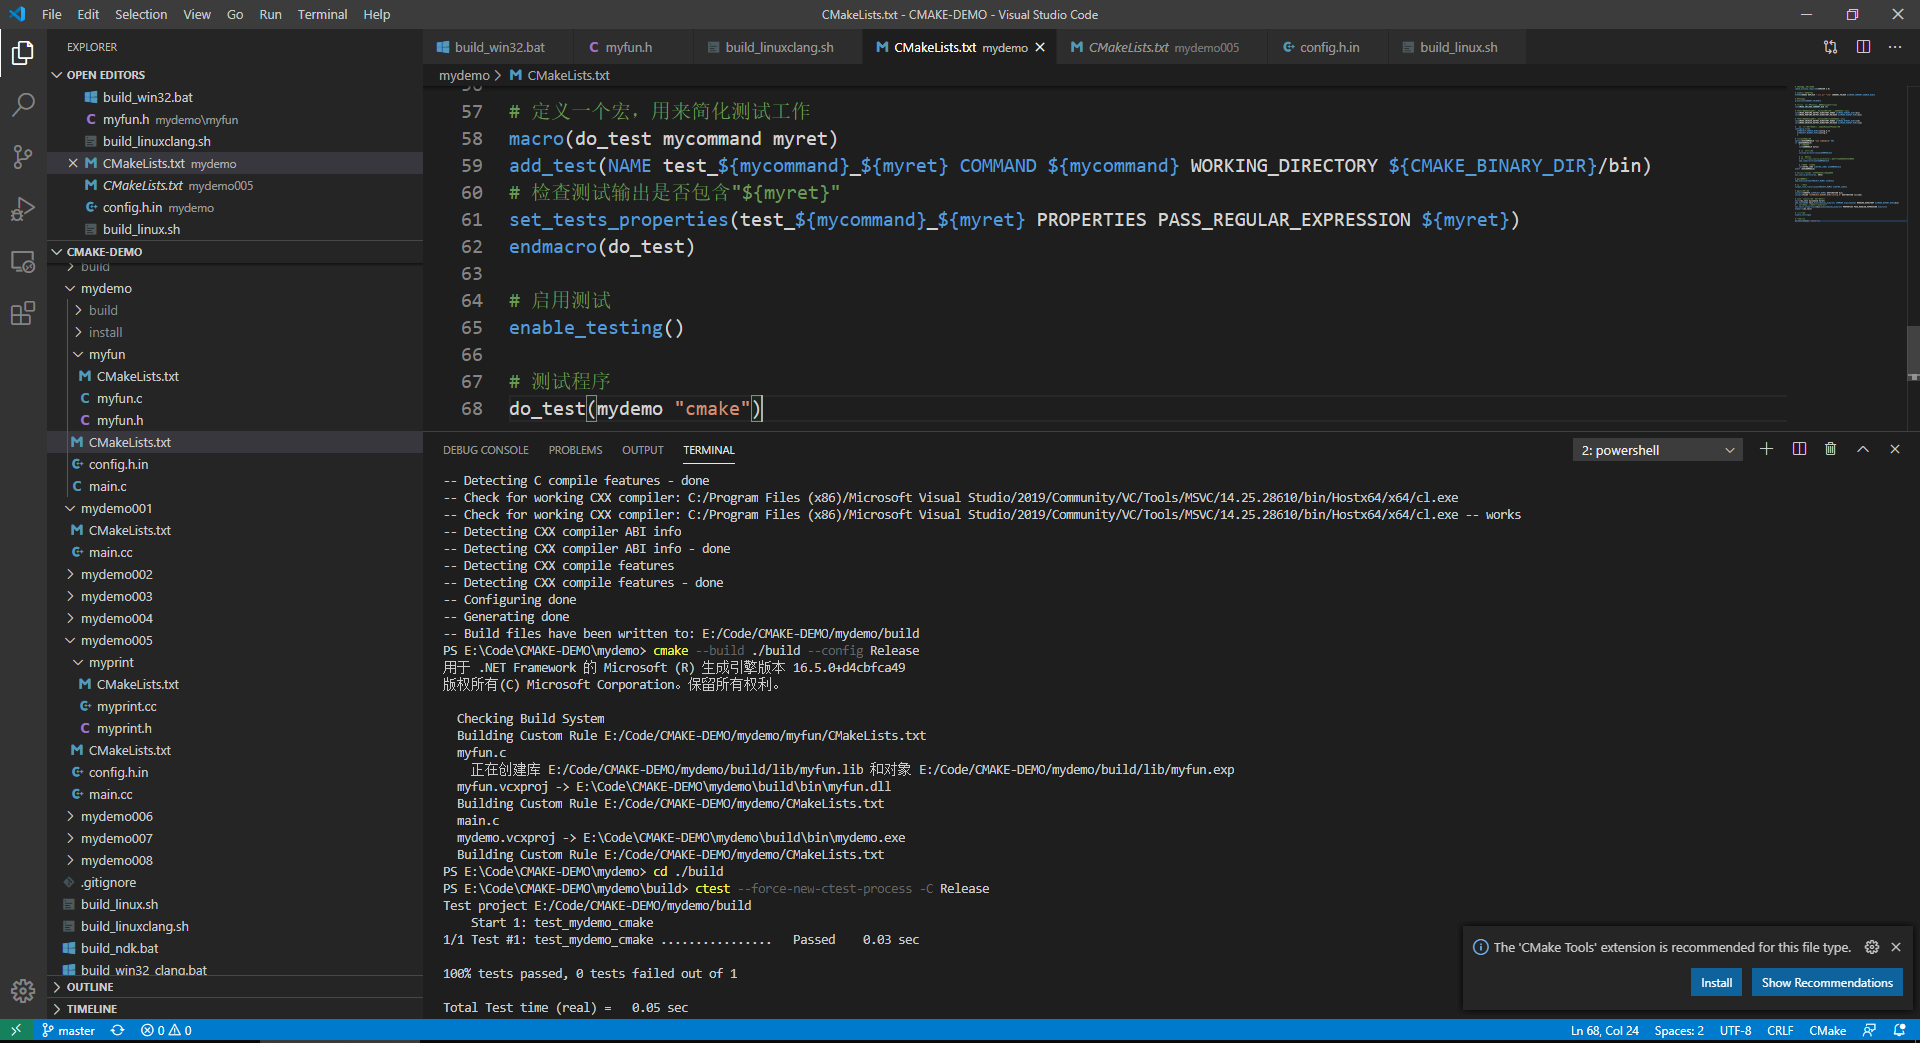 File Edit Selection View Go Run Terminal Help
CMakeLists.txt - CMAKE-DEMO - Visual Studio Code
EXPLORER
OPEN EDITORS
build_win32.bat
myfun.h mydemo\myfun
build_linuxclang.sh
CMakeLists.txt mydemo
CMakeLists.txt mydemo005
config.h.in mydemo
build_linux.sh
CMAKE-DEMO
build
mydemo
build
install
myfun
CMakeLists.txt
myfun.c
myfun.h
CMakeLists.txt
config.h.in
main.c
mydemo001
CMakeLists.txt
main.cc
mydemo002
mydemo003
mydemo004
mydemo005
myprint
CMakeLists.txt
myprint.cc
myprint.h
CMakeLists.txt
config.h.in
main.cc
mydemo006
mydemo007
mydemo008
.gitignore
build_linux.sh
build_linuxclang.sh
build_ndk.bat
build_win32_clang.bat
OUTLINE
TIMELINE
build_win32.bat myfun.h build_linuxclang.sh CMakeLists.txt mydemo CMakeLists.txt mydemo005 config.h.in build_linux.sh
mydemo > CMakeLists.txt
56
57 # 定义一个宏，用来简化测试工作
58 macro(do_test mycommand myret)
59 add_test(NAME test_${mycommand}_${myret} COMMAND ${mycommand} WORKING_DIRECTORY ${CMAKE_BINARY_DIR}/bin)
60 # 检查测试输出是否包含"${myret}"
61 set_tests_properties(test_${mycommand}_${myret} PROPERTIES PASS_REGULAR_EXPRESSION ${myret})
62 endmacro(do_test)
63
64 # 启用测试
65 enable_testing()
66
67 # 测试程序
68 do_test(mydemo "cmake")
DEBUG CONSOLE PROBLEMS OUTPUT TERMINAL
2: powershell
-- Detecting C compile features - done
-- Check for working CXX compiler: C:/Program Files (x86)/Microsoft Visual Studio/2019/Community/VC/Tools/MSVC/14.25.28610/bin/Hostx64/x64/cl.exe
-- Check for working CXX compiler: C:/Program Files (x86)/Microsoft Visual Studio/2019/Community/VC/Tools/MSVC/14.25.28610/bin/Hostx64/x64/cl.exe -- works
-- Detecting CXX compiler ABI info
-- Detecting CXX compiler ABI info - done
-- Detecting CXX compile features
-- Detecting CXX compile features - done
-- Configuring done
-- Generating done
-- Build files have been written to: E:/Code/CMAKE-DEMO/mydemo/build
PS E:\Code\CMAKE-DEMO\mydemo> cmake --build ./build --config Release
用于 .NET Framework 的 Microsoft (R) 生成引擎版本 16.5.0+d4cbfca49
版权所有(C) Microsoft Corporation。保留所有权利。
Checking Build System
Building Custom Rule E:/Code/CMAKE-DEMO/mydemo/myfun/CMakeLists.txt
myfun.c
正在创建库 E:/Code/CMAKE-DEMO/mydemo/build/lib/myfun.lib 和对象 E:/Code/CMAKE-DEMO/mydemo/build/lib/myfun.exp
myfun.vcxproj -> E:\Code\CMAKE-DEMO\mydemo\build\bin\myfun.dll
Building Custom Rule E:/Code/CMAKE-DEMO/mydemo/CMakeLists.txt
main.c
mydemo.vcxproj -> E:\Code\CMAKE-DEMO\mydemo\build\bin\mydemo.exe
Building Custom Rule E:/Code/CMAKE-DEMO/mydemo/CMakeLists.txt
PS E:\Code\CMAKE-DEMO\mydemo> cd ./build
PS E:\Code\CMAKE-DEMO\mydemo\build> ctest --force-new-ctest-process -C Release
Test project E:/Code/CMAKE-DEMO/mydemo/build
Start 1: test_mydemo_cmake
1/1 Test #1: test_mydemo_cmake ................ Passed 0.03 sec
100% tests passed, 0 tests failed out of 1
Total Test time (real) = 0.05 sec
The 'CMake Tools' extension is recommended for this file type.
Install
Show Recommendations
master 0 0
Ln 68, Col 24 Spaces: 2 UTF-8 CRLF CMake